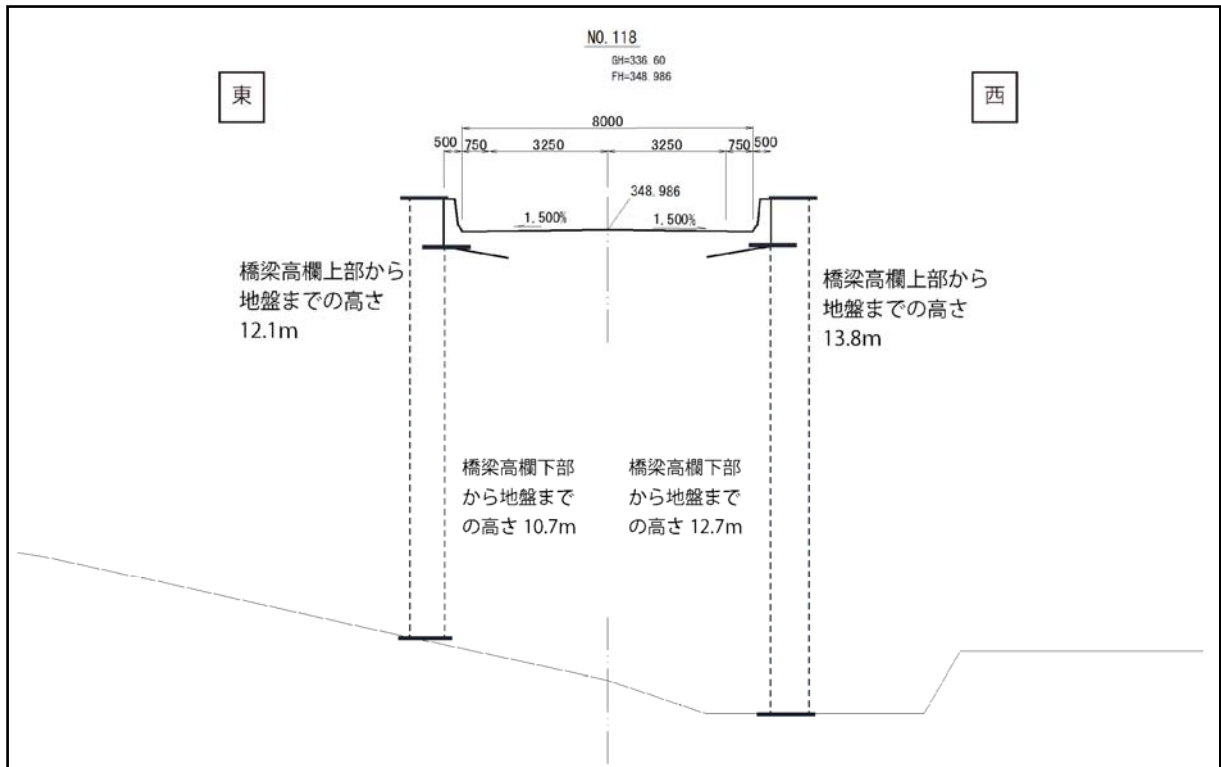 NO.118
GH=336.60
FH=348.986
東
西
8000
500 750 3250 3250 750 500
348.986
1.500% 1.500%
橋梁高欄上部から
地盤までの高さ
12.1m
橋梁高欄上部から
地盤までの高さ
13.8m
橋梁高欄下部
から地盤まで
の高さ 10.7m
橋梁高欄下部
から地盤まで
の高さ 12.7m